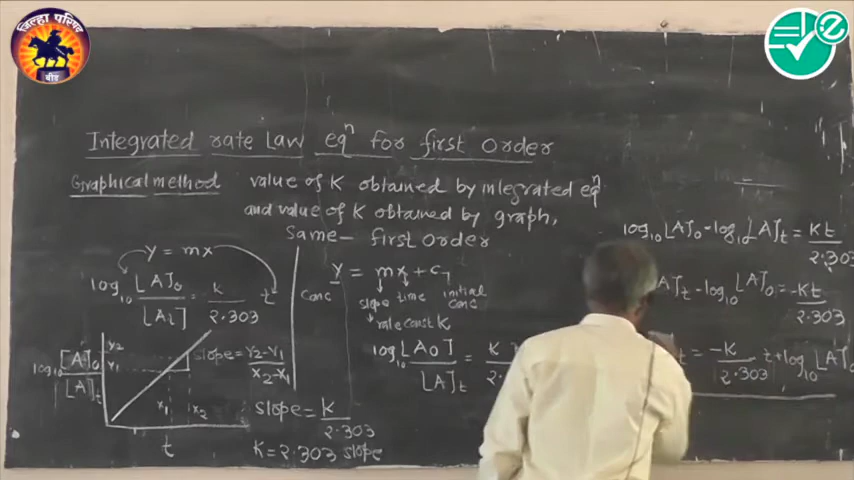 जिल्हा परिषद
बीड
e
Integrated rate Law eqn for first Order
Graphical method value of K obtained by integrated eqn
and value of K obtained by graph,
Same - first Order
Y = mx
log10 [A]0 / [At] = K / 2.303 t
log10 [A]0 / [A]t
Y2
Y1
x1 x2
t
slope = Y2-Y1 / X2-X1
slope = K / 2.303
K = 2.303 slope
Y = mx + c
Conc slope time initial conc
rate const K
log10 [A0] / [A]t = K
log10 [A]0 - log10 [A]t = Kt / 2.303
A]t - log10 [A]0 = -Kt / 2.303
= -K / 2.303 t + log10 [A]0